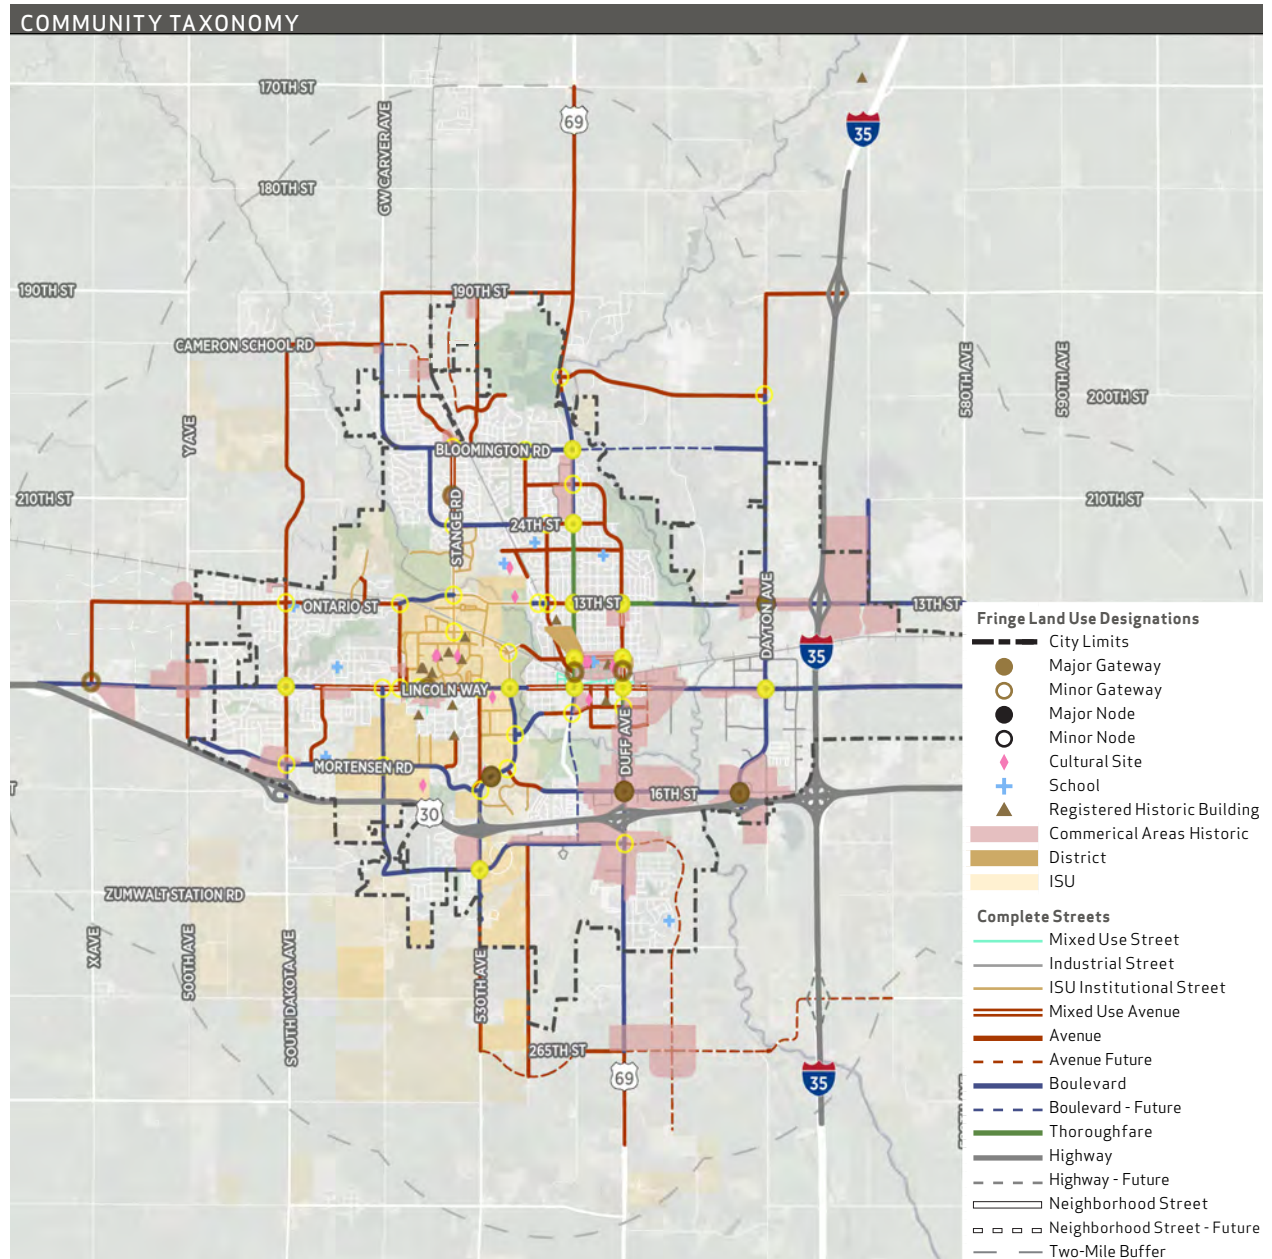 COMMUNITY TAXONOMY
170TH ST
GW CARVER AVE
69
35
180TH ST
190TH ST
190TH ST
CAMERON SCHOOL RD
580TH AVE
590TH AVE
200TH ST
Y AVE
BLOOMINGTON RD
210TH ST
210TH ST
STANGE RD
24TH ST
ONTARIO ST
13TH ST
DAYTON AVE
13TH ST
35
LINCOLN WAY
DUFF AVE
MORTENSEN RD
16TH ST
30
ZUMWALT STATION RD
X AVE
500TH AVE
SOUTH DAKOTA AVE
530TH AVE
265TH ST
69
35
Fringe Land Use Designations
City Limits
Major Gateway
Minor Gateway
Major Node
Minor Node
Cultural Site
School
Registered Historic Building
Commerical Areas Historic
District
ISU
Complete Streets
Mixed Use Street
Industrial Street
ISU Institutional Street
Mixed Use Avenue
Avenue
Avenue Future
Boulevard
Boulevard - Future
Thoroughfare
Highway
Highway - Future
Neighborhood Street
Neighborhood Street - Future
Two-Mile Buffer